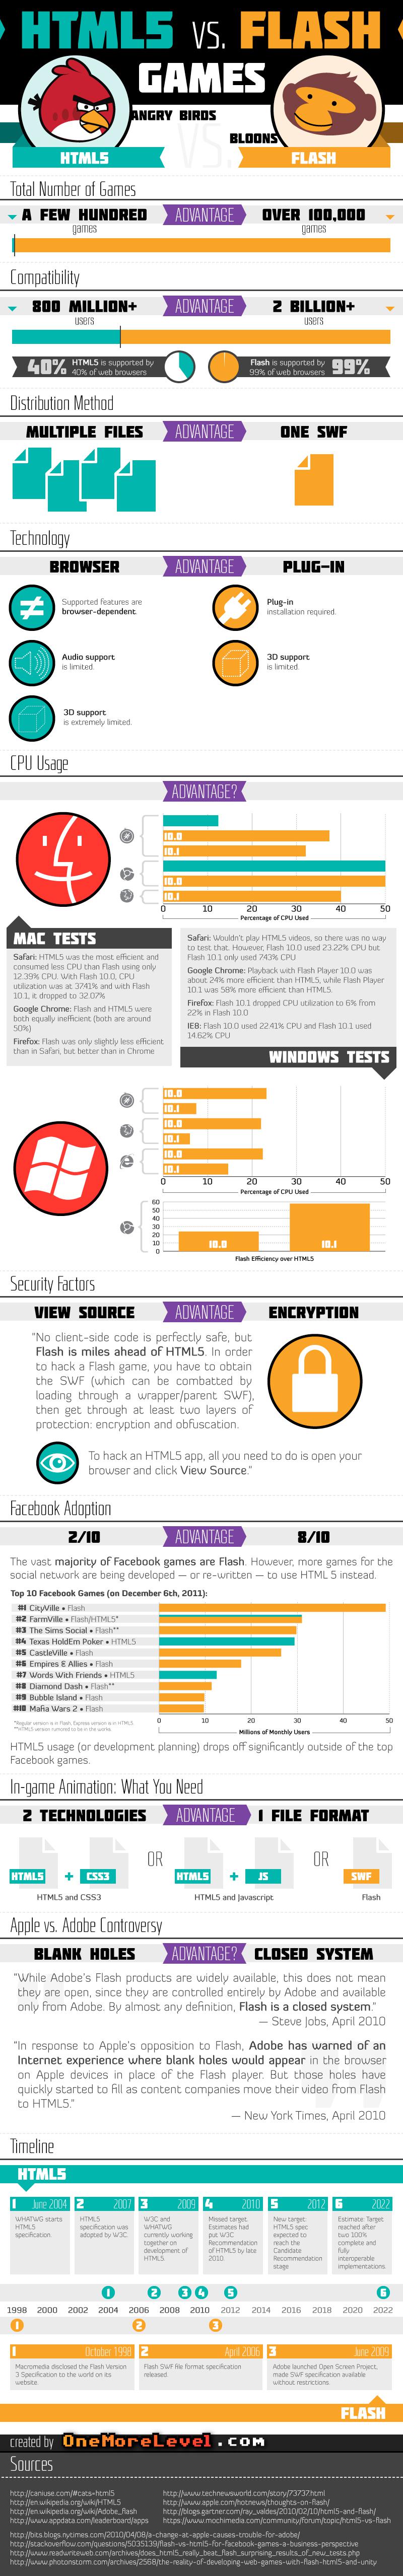 HTML5 VS. FLASH
GAMES
ANGRY BIRDS
VS.
BLOONS
HTML5
FLASH
Total Number of Games
A FEW HUNDRED
games
ADVANTAGE
OVER 100,000
games
Compatibility
800 MILLION+
users
ADVANTAGE
2 BILLION+
users
40%
HTML5 is supported by
40% of web browsers
Flash is supported by
99% of web browsers
99%
Distribution Method
MULTIPLE FILES
ADVANTAGE
ONE SWF
Technology
BROWSER
ADVANTAGE
PLUG-IN
Supported features are
browser-dependent.
Plug-in
installation required.
Audio support
is limited.
3D support
is limited.
3D support
is extremely limited.
CPU Usage
ADVANTAGE?
10.0
10.1
10.0
10.1
0 10 20 30 40 50
Percentage of CPU Used
MAC TESTS
Safari: HTML5 was the most efficient and
consumed less CPU than Flash using only
12.39% CPU. With Flash 10.0, CPU
utilization was at 37.41% and with Flash
10.1, it dropped to 32.07%
Google Chrome: Flash and HTML5 were
both equally inefficient (both are around
50%)
Firefox: Flash was only slightly less efficient
than in Safari, but better than in Chrome
Safari: Wouldn't play HTML5 videos, so there was no way
to test that. However, Flash 10.0 used 23.22% CPU but
Flash 10.1 only used 7.43% CPU
Google Chrome: Playback with Flash Player 10.0 was
about 24% more efficient than HTML5, while Flash Player
10.1 was 58% more efficient than HTML5.
Firefox: Flash 10.1 dropped CPU utilization to 6% from
22% in Flash 10.0
IE8: Flash 10.0 used 22.41% CPU and Flash 10.1 used
14.62% CPU
WINDOWS TESTS
10.0
10.1
10.0
10.1
10.0
10.1
0 10 20 30 40 50
Percentage of CPU Used
60
50
40
30
20
10
0
10.0
10.1
Flash Efficiency over HTML5
Security Factors
VIEW SOURCE
ADVANTAGE
ENCRYPTION
"No client-side code is perfectly safe, but
Flash is miles ahead of HTML5. In order
to hack a Flash game, you have to obtain
the SWF (which can be combatted by
loading through a wrapper/parent SWF),
then get through at least two layers of
protection: encryption and obfuscation.
To hack an HTML5 app, all you need to do is open your
browser and click View Source."
Facebook Adoption
2/10
ADVANTAGE
8/10
The vast majority of Facebook games are Flash. However, more games for the
social network are being developed — or re-written — to use HTML 5 instead.
Top 10 Facebook Games (on December 6th, 2011):
#1 CityVille • Flash
#2 FarmVille • Flash/HTML5*
#3 The Sims Social • Flash**
#4 Texas HoldEm Poker • HTML5
#5 CastleVille • Flash
#6 Empires & Allies • Flash
#7 Words With Friends • HTML5
#8 Diamond Dash • Flash**
#9 Bubble Island • Flash
#10 Mafia Wars 2 • Flash
*Regular version is in Flash, Express version is in HTML5
**HTML5 version rumored to be in the works.
0 10 20 30 40 50
Millions of Monthly Users
HTML5 usage (or development planning) drops off significantly outside of the top
Facebook games.
In-game Animation: What You Need
2 TECHNOLOGIES
ADVANTAGE
1 FILE FORMAT
HTML5 + CSS3
OR
HTML5 + JS
OR
SWF
HTML5 and CSS3
HTML5 and Javascript
Flash
Apple vs. Adobe Controversy
BLANK HOLES
ADVANTAGE?
CLOSED SYSTEM
"While Adobe's Flash products are widely available, this does not mean
they are open, since they are controlled entirely by Adobe and available
only from Adobe. By almost any definition, Flash is a closed system."
— Steve Jobs, April 2010
"In response to Apple's opposition to Flash, Adobe has warned of an
Internet experience where blank holes would appear in the browser
on Apple devices in place of the Flash player. But those holes have
quickly started to fill as content companies move their video from Flash
to HTML5."
— New York Times, April 2010
Timeline
HTML5
1 June 2004
WHATWG starts
HTML5
specification.
2 2007
HTML5
specification was
adopted by W3C.
3 2009
W3C and
WHATWG
currently working
together on
development of
HTML5.
4 2010
Missed target.
Estimates had
put W3C
Recommendation
of HTML5 by late
2010.
5 2012
New target:
HTML5 spec
expected to
reach the
Candidate
Recommendation
stage
6 2022
Estimate: Target
reached after
two 100%
complete and
fully
interoperable
implementations.
1 2 3 4 5 6
1998 2000 2002 2004 2006 2008 2010 2012 2014 2016 2018 2020 2022
1 2 3
1 October 1998
Macromedia disclosed the Flash Version
3 Specification to the world on its
website.
2 April 2006
Flash SWF file format specification
released.
3 June 2009
Adobe launched Open Screen Project,
made SWF specification available
without restrictions.
FLASH
created by OneMoreLevel.com
Sources
http://caniuse.com/#cats=html5
http://en.wikipedia.org/wiki/HTML5
http://en.wikipedia.org/wiki/Adobe_Flash
http://www.appdata.com/leaderboard/apps
http://www.technewsworld.com/story/73737.html
http://www.apple.com/hotnews/thoughts-on-flash/
http://blogs.gartner.com/ray_valdes/2010/02/10/html5-and-flash/
https://www.mochimedia.com/community/forum/topic/html5-vs-flash
http://bits.blogs.nytimes.com/2010/04/08/a-change-at-apple-causes-trouble-for-adobe/
http://stackoverflow.com/questions/5035139/flash-vs-html5-for-facebook-games-a-business-perspective
http://www.readwriteweb.com/archives/does_html5_really_beat_flash_surprising_results_of_new_tests.php
http://www.photonstorm.com/archives/2568/the-reality-of-developing-web-games-with-flash-html5-and-unity